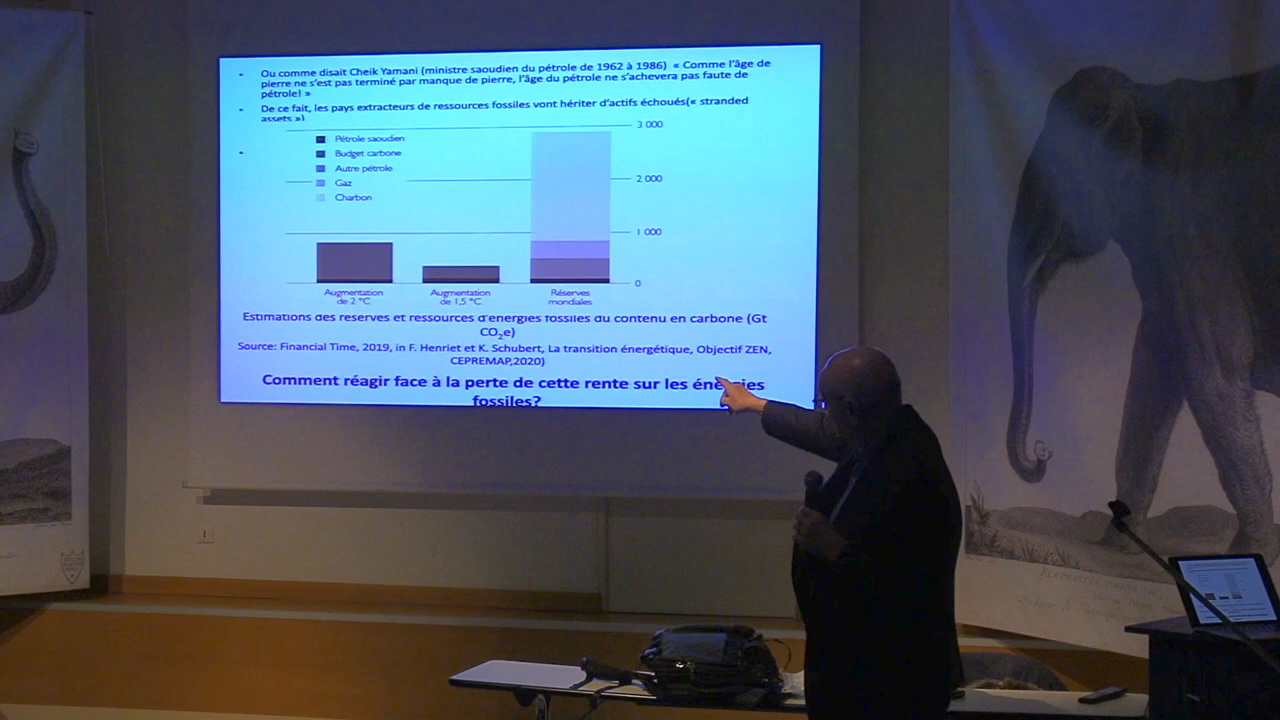 Ou comme disait Cheik Yamani (ministre saoudien du pétrole de 1962 à 1986) « Comme l'âge de
pierre ne s'est pas terminé par manque de pierre, l'âge du pétrole ne s'achevera pas faute de
pétrole! »
De ce fait, les pays extracteurs de ressources fossiles vont hériter d'actifs échoués(« stranded
assets »)
3 000
Pétrole saoudien
Budget carbone
Autre pétrole
Gaz
2 000
Charbon
1 000
0
Augmentation
de 2 °C
Augmentation
de 1,5 °C
Réserves
mondiales
Estimations des réserves et ressources d'énergies fossiles du contenu en carbone (Gt
CO2e)
Source: Financial Time, 2019, in F. Henriet et K. Schubert, La transition énergétique, Objectif ZEN,
CEPREMAP,2020)
Comment réagir face à la perte de cette rente sur les énergies
fossiles?